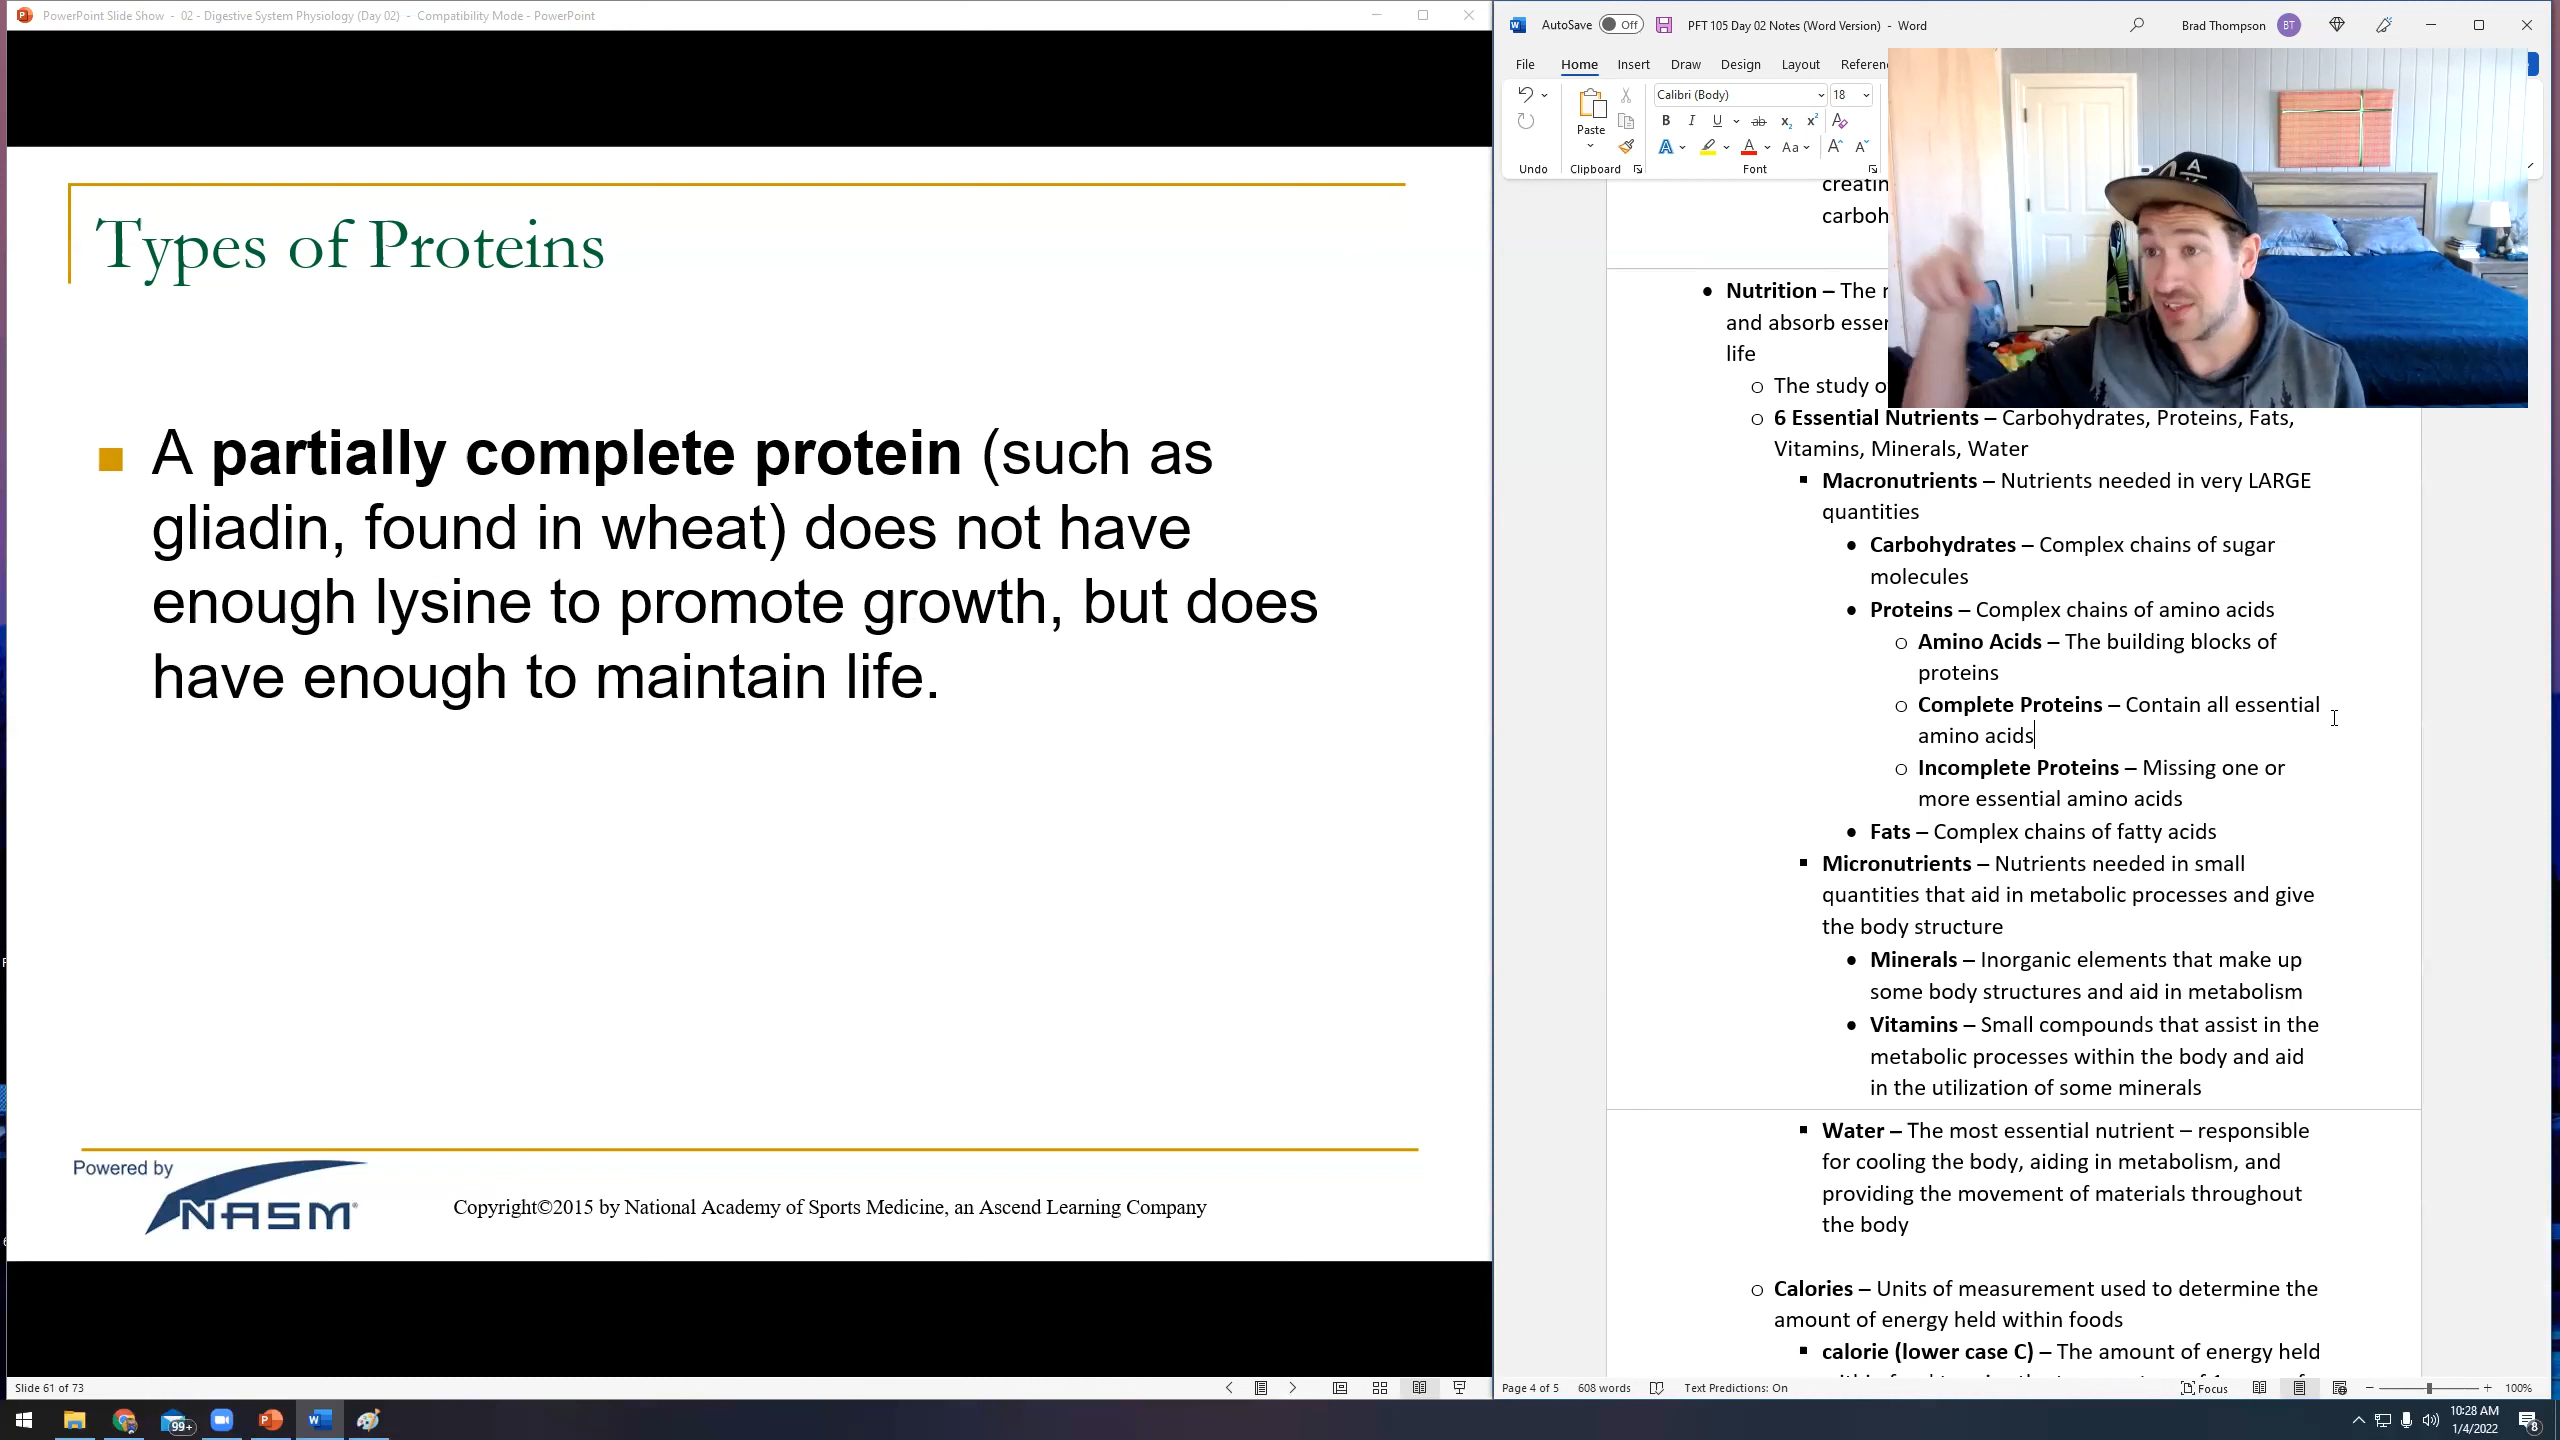 PowerPoint Slide Show - 02 - Digestive System Physiology (Day 02) - Compatibility Mode - PowerPoint
Types of Proteins
A partially complete protein (such as
gliadin, found in wheat) does not have
enough lysine to promote growth, but does
have enough to maintain life.
Powered by
NASM
Copyright©2015 by National Academy of Sports Medicine, an Ascend Learning Company
Slide 61 of 73
AutoSave Off PFT 105 Day 02 Notes (Word Version) - Word Brad Thompson BT
File Home Insert Draw Design Layout Referen
Calibri (Body) 18
Paste
Undo Clipboard Font
creatin
carboh
Nutrition – The
and absorb esse
life
The study o
6 Essential Nutrients – Carbohydrates, Proteins, Fats,
Vitamins, Minerals, Water
Macronutrients – Nutrients needed in very LARGE
quantities
Carbohydrates – Complex chains of sugar
molecules
Proteins – Complex chains of amino acids
Amino Acids – The building blocks of
proteins
Complete Proteins – Contain all essential
amino acids
Incomplete Proteins – Missing one or
more essential amino acids
Fats – Complex chains of fatty acids
Micronutrients – Nutrients needed in small
quantities that aid in metabolic processes and give
the body structure
Minerals – Inorganic elements that make up
some body structures and aid in metabolism
Vitamins – Small compounds that assist in the
metabolic processes within the body and aid
in the utilization of some minerals
Water – The most essential nutrient – responsible
for cooling the body, aiding in metabolism, and
providing the movement of materials throughout
the body
Calories – Units of measurement used to determine the
amount of energy held within foods
calorie (lower case C) – The amount of energy held
Page 4 of 5 608 words Text Predictions: On Focus 100%
99+
10:28 AM
1/4/2022
8